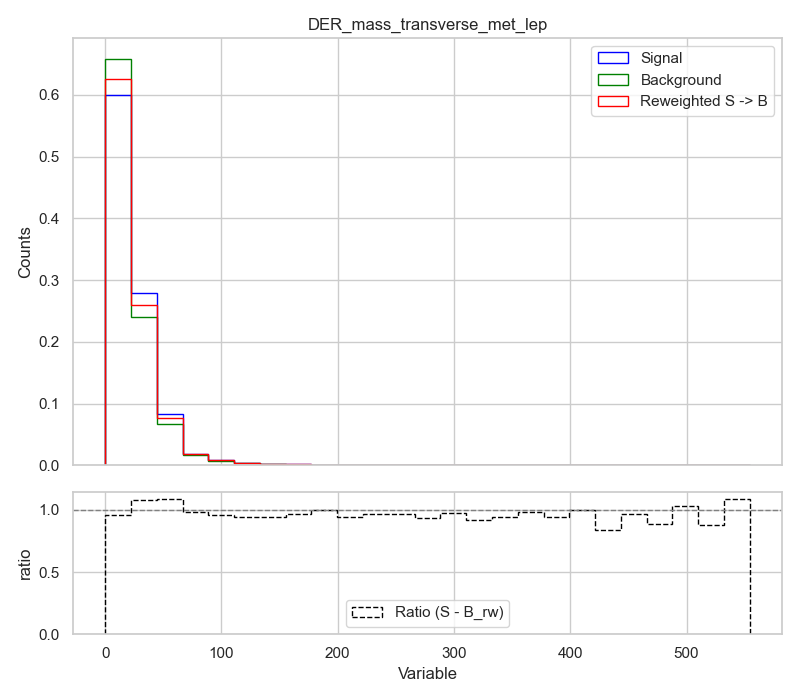 DER_mass_transverse_met_lep
Signal
Background
Reweighted S -> B
Counts
0.6
0.5
0.4
0.3
0.2
0.1
0.0
ratio
1.0
0.5
0.0
Ratio (S - B_rw)
0 100 200 300 400 500
Variable